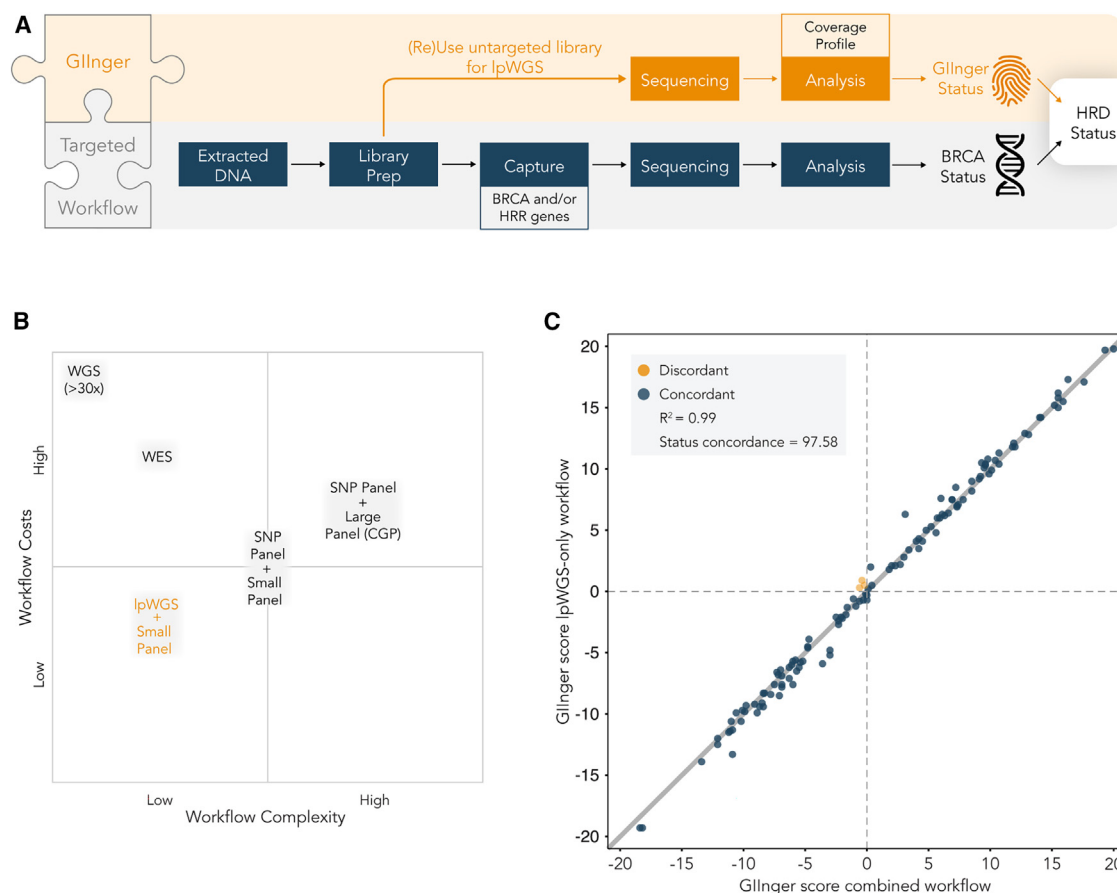 A
GIInger
Targeted
Workflow
(Re)Use untargeted library
for lpWGS
Coverage
Profile
Sequencing
Analysis
GIInger
Status
HRD
Status
Extracted
DNA
Library
Prep
Capture
BRCA and/or
HRR genes
Sequencing
Analysis
BRCA
Status
B
Workflow Costs
High
Low
WGS
(>30x)
WES
SNP Panel
+
Large
Panel (CGP)
SNP
Panel
+
Small
Panel
lpWGS
+
Small
Panel
Low
High
Workflow Complexity
C
GIInger score lpWGS-only workflow
20
15
10
5
0
-5
-10
-15
-20
Discordant
Concordant
R² = 0.99
Status concordance = 97.58
-20
-15
-10
-5
0
5
10
15
20
GIInger score combined workflow